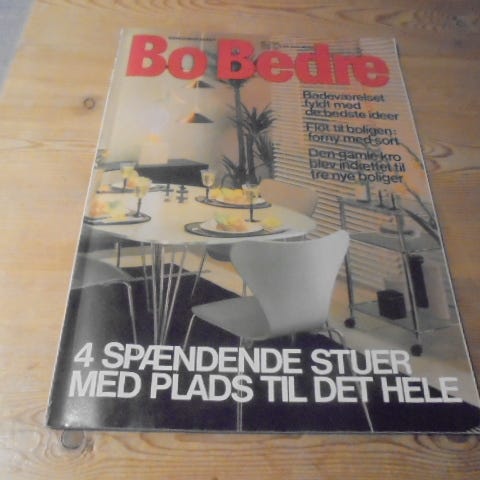 Bo Bedre
Badeværelset
fyldt med
de bedste ideer
Flot til boligen:
forny med sort
Den gamle kro
blev indrettet til
tre nye boliger
4 SPÆNDENDE STUER
MED PLADS TIL DET HELE